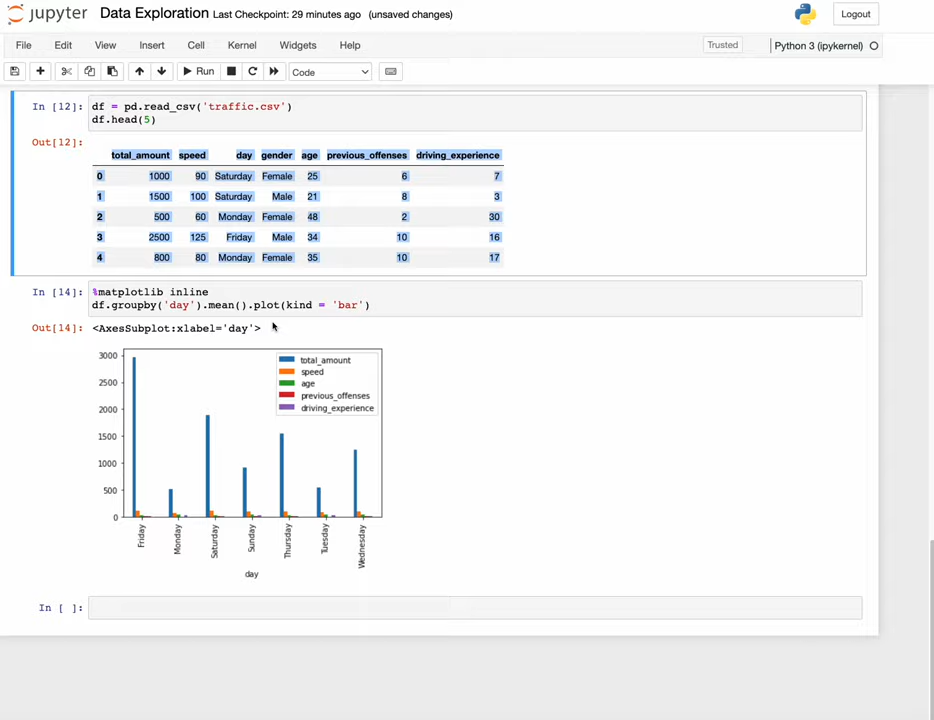 jupyter Data Exploration Last Checkpoint: 29 minutes ago (unsaved changes) Logout
File Edit View Insert Cell Kernel Widgets Help Trusted Python 3 (ipykernel)
Run Code
In [12]: df = pd.read_csv('traffic.csv')
df.head(5)
Out[12]:
total_amount speed day gender age previous_offenses driving_experience
0 1000 90 Saturday Female 25 6 7
1 1500 100 Saturday Male 21 8 3
2 500 60 Monday Female 48 2 30
3 2500 125 Friday Male 34 10 16
4 800 80 Monday Female 35 10 17
In [14]: %matplotlib inline
df.groupby('day').mean().plot(kind = 'bar')
Out[14]: <AxesSubplot:xlabel='day'>
3000
2500
2000
1500
1000
500
0
total_amount
speed
age
previous_offenses
driving_experience
Friday Monday Saturday Sunday Thursday Tuesday Wednesday
day
In [ ]: